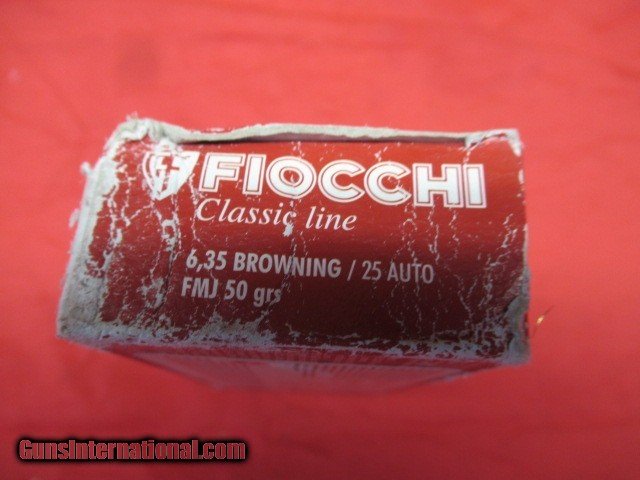 FIOCCHI
Classic line
6,35 BROWNING / 25 AUTO
FMJ 50 grs
GunsInternational.com